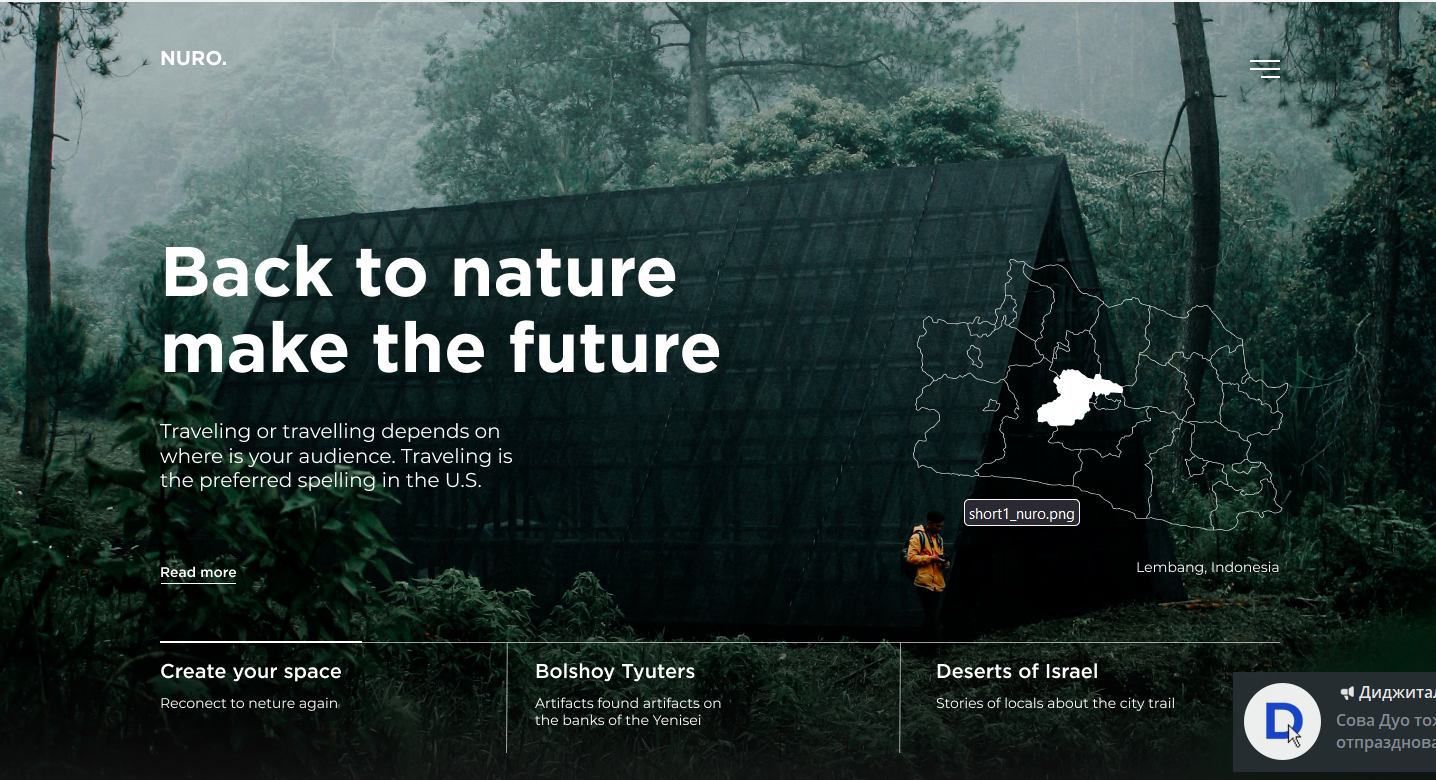 NURO.
Back to nature
make the future
Traveling or travelling depends on
where is your audience. Traveling is
the preferred spelling in the U.S.
short1_nuro.png
Read more
Lembang, Indonesia
Create your space
Reconect to neture again
Bolshoy Tyuters
Artifacts found artifacts on
the banks of the Yenisei
Deserts of Israel
Stories of locals about the city trail
D
Диджитал
Сова Дуо тож
отпразднова